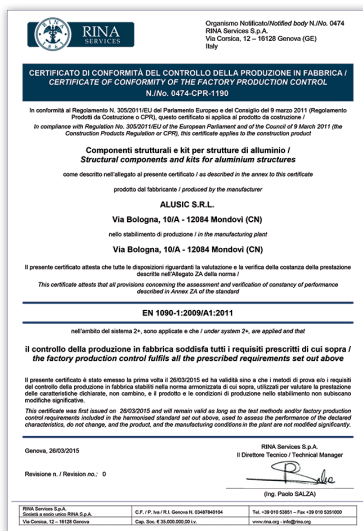 RINA
SERVICES
Organismo Notificato/Notified body N./No. 0474
RINA Services S.p.A.
Via Corsica, 12 – 16128 Genova (GE)
Italy
CERTIFICATO DI CONFORMITÀ DEL CONTROLLO DELLA PRODUZIONE IN FABBRICA /
CERTIFICATE OF CONFORMITY OF THE FACTORY PRODUCTION CONTROL
N./No. 0474-CPR-1190
In conformità al Regolamento N. 305/2011/EU del Parlamento Europeo e del Consiglio del 9 marzo 2011 (Regolamento
Prodotti da Costruzione o CPR), questo certificato si applica al prodotto da costruzione /
In compliance with Regulation No. 305/2011/EU of the European Parliament and of the Council of 9 March 2011 (the
Construction Products Regulation or CPR), this certificate applies to the construction product
Componenti strutturali e kit per strutture di alluminio /
Structural components and kits for aluminium structures
come descritto nell'allegato al presente certificato / as described in the annex to this certificate
prodotto dal fabbricante / produced by the manufacturer
ALUSIC S.R.L.
Via Bologna, 10/A - 12084 Mondovì (CN)
nello stabilimento di produzione / in the manufacturing plant
Via Bologna, 10/A - 12084 Mondovì (CN)
Il presente certificato attesta che tutte le disposizioni riguardanti la valutazione e la verifica della costanza della prestazione
descritte nell'Allegato ZA della norma /
This certificate attests that all provisions concerning the assessment and verification of constancy of performance
described in Annex ZA of the standard
EN 1090-1:2009/A1:2011
nell'ambito del sistema 2+, sono applicate e che / under system 2+, are applied and that
il controllo della produzione in fabbrica soddisfa tutti i requisiti prescritti di cui sopra /
the factory production control fulfils all the prescribed requirements set out above
Il presente certificato è stato emesso la prima volta il 26/03/2015 ed ha validità sino a che i metodi di prova e/o i requisiti
del controllo della produzione in fabbrica stabiliti nella norma armonizzata di cui sopra, utilizzati per valutare la prestazione
delle caratteristiche dichiarate, non cambino, e il prodotto e le condizioni di produzione nello stabilimento non subiscano
modifiche significative.
This certificate was first issued on 26/03/2015 and will remain valid as long as the test methods and/or factory production
control requirements included in the harmonised standard set out above, used to assess the performance of the declared
characteristics, do not change, and the product, and the manufacturing conditions in the plant are not modified significantly.
Genova, 26/03/2015
RINA Services S.p.A.
Il Direttore Tecnico / Technical Manager
Revisione n. / Revision no.: 0
(Ing. Paolo SALZA)
RINA Services S.p.A.
Società a socio unico RINA S.p.A.
C.F. / P. Iva / R.I. Genova N. 03487840104
Tel. +39 010 53851 – Fax +39 010 5351000
Via Corsica, 12 – 16128 Genova
Cap. Soc. € 35.000.000,00 i.v.
www.rina.org - info@rina.org